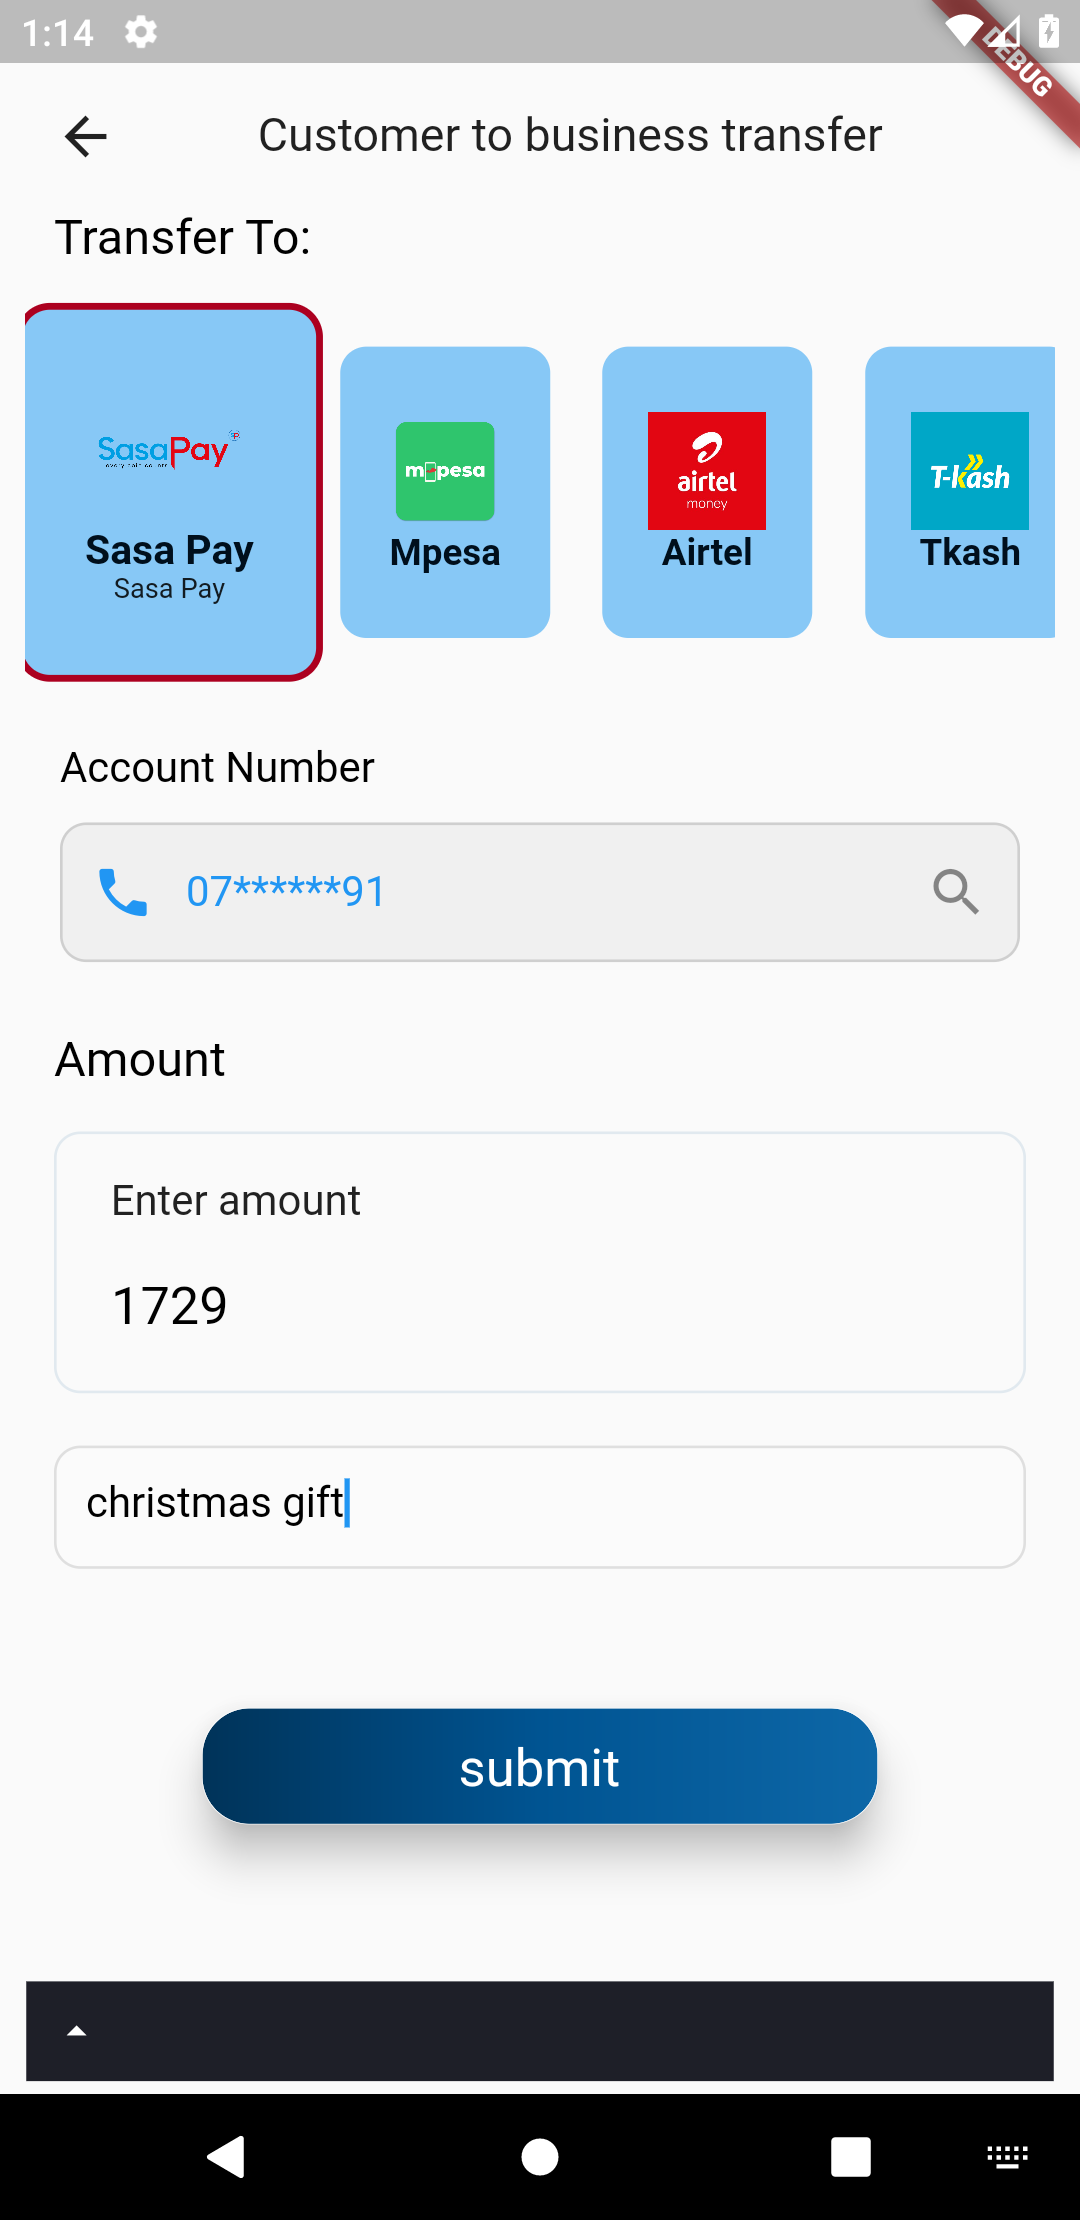 1:14
DEBUG
Customer to business transfer
Transfer To:
SasaPay
Sasa Pay
Sasa Pay
m-pesa
Mpesa
airtel
money
Airtel
T-kash
Tkash
Account Number
07******91
Amount
Enter amount
1729
christmas gift
submit